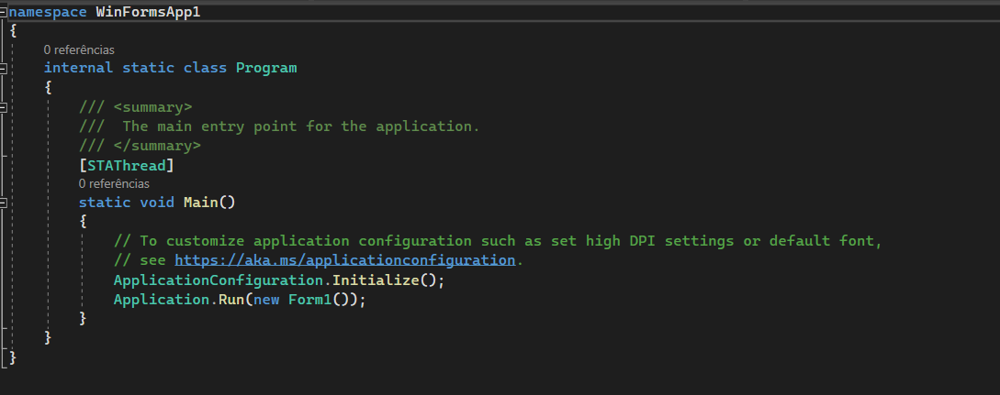 namespace WinFormsApp1
{
0 referências
internal static class Program
{
/// <summary>
///  The main entry point for the application.
/// </summary>
[STAThread]
0 referências
static void Main()
{
// To customize application configuration such as set high DPI settings or default font,
// see https://aka.ms/applicationconfiguration.
ApplicationConfiguration.Initialize();
Application.Run(new Form1());
}
}
}